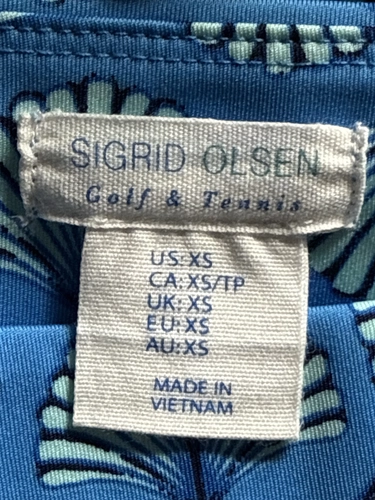 SIGRID OLSEN
Golf & Tennis
US: XS
CA: XS/TP
UK: XS
EU: XS
AU: XS
MADE IN
VIETNAM